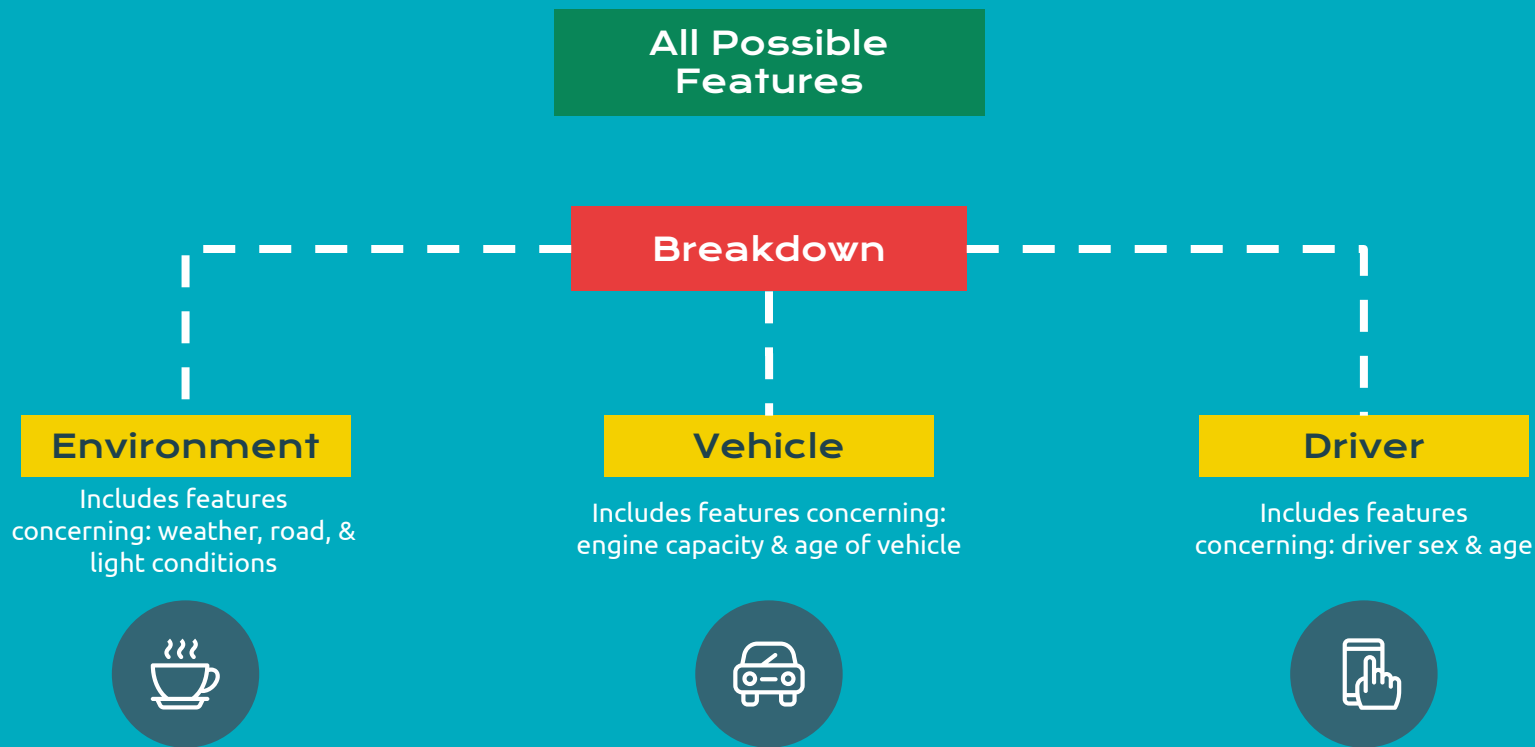 All Possible
Features
Breakdown
Environment
Includes features
concerning: weather, road, &
light conditions
Vehicle
Includes features concerning:
engine capacity & age of vehicle
Driver
Includes features
concerning: driver sex & age